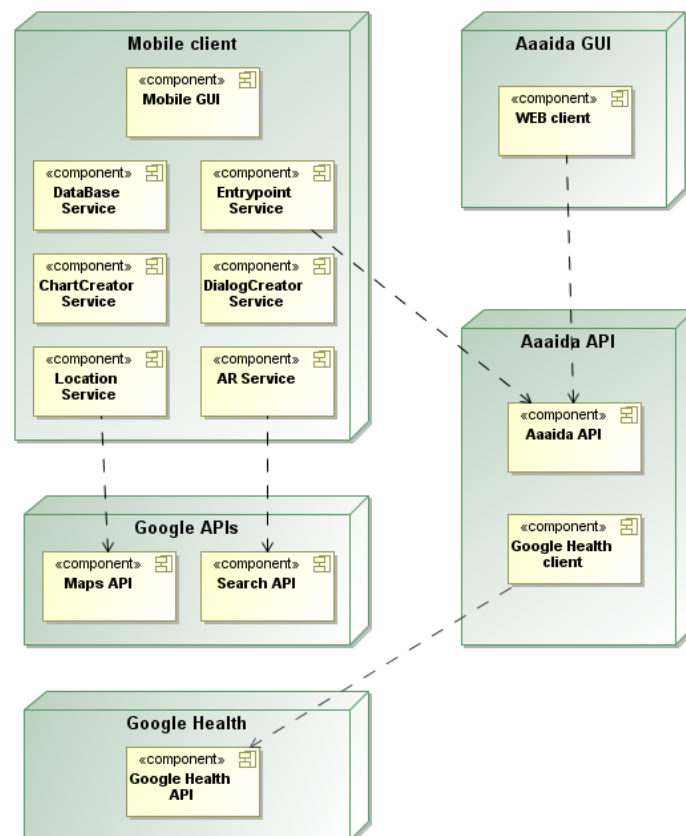 Mobile client
«component»
Mobile GUI
«component»
DataBase
Service
«component»
Entrypoint
Service
«component»
ChartCreator
Service
«component»
DialogCreator
Service
«component»
Location
Service
«component»
AR Service
Aaaida GUI
«component»
WEB client
Aaaida API
«component»
Aaaida API
«component»
Google Health
client
Google APIs
«component»
Maps API
«component»
Search API
Google Health
«component»
Google Health
API